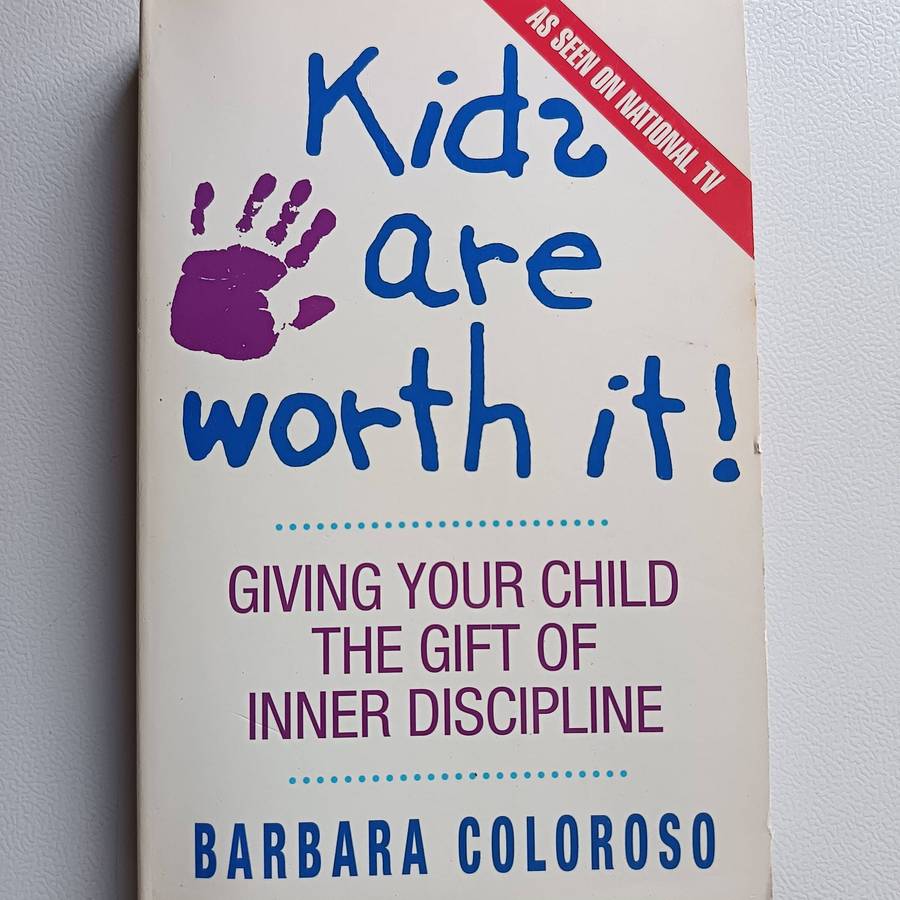 AS SEEN ON NATIONAL TV
Kids
are
worth it!
GIVING YOUR CHILD
THE GIFT OF
INNER DISCIPLINE
BARBARA COLOROSO